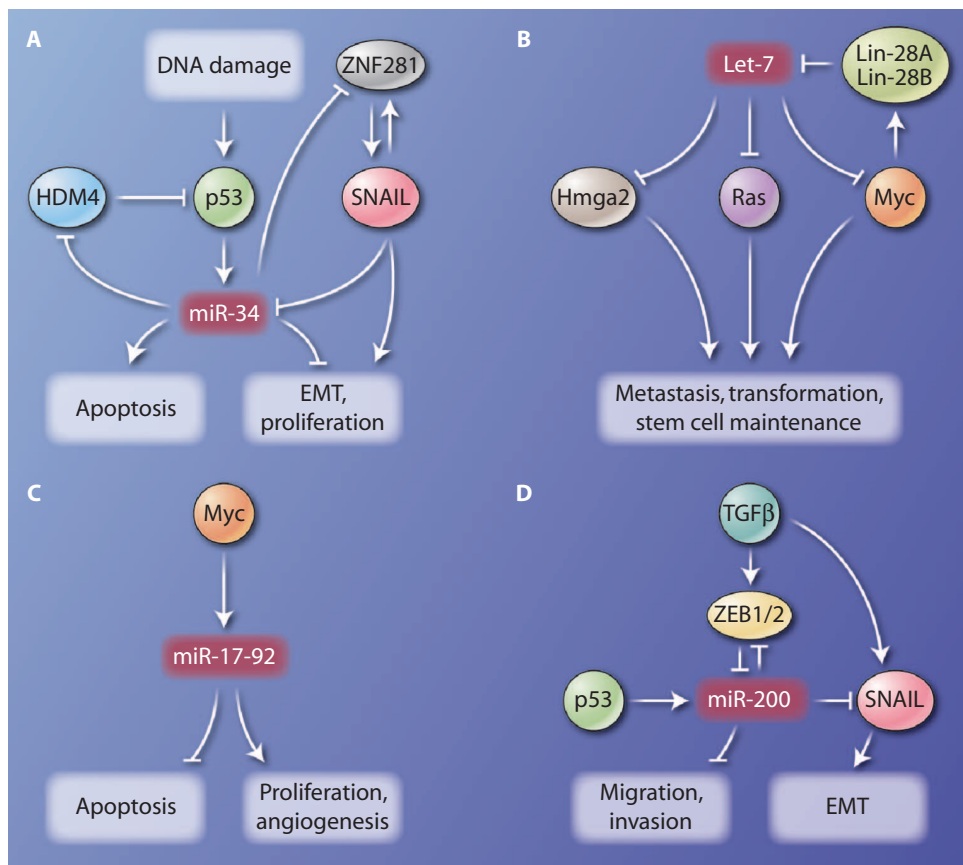 A
DNA damage
ZNF281
HDM4
p53
SNAIL
miR-34
Apoptosis
EMT,
proliferation
B
Let-7
Lin-28A
Lin-28B
Hmga2
Ras
Myc
Metastasis, transformation,
stem cell maintenance
C
Myc
miR-17-92
Apoptosis
Proliferation,
angiogenesis
D
TGFβ
ZEB1/2
p53
miR-200
SNAIL
Migration,
invasion
EMT